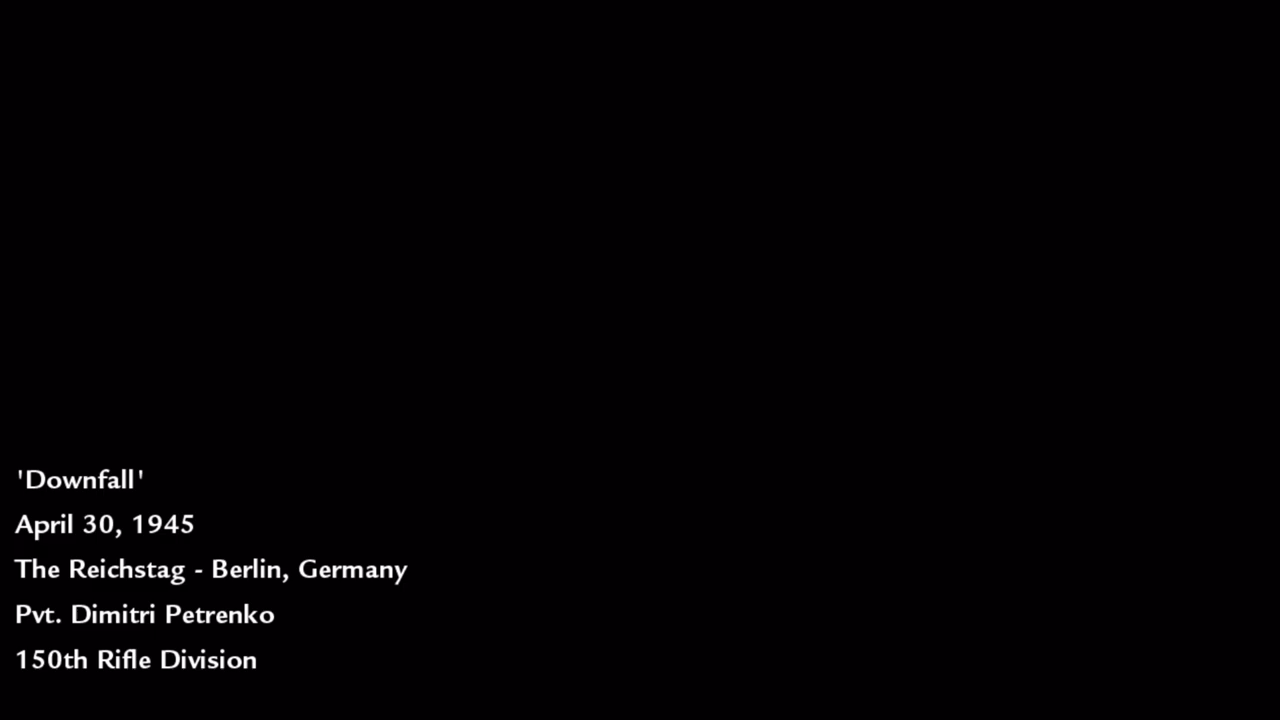 'Downfall'
April 30, 1945
The Reichstag - Berlin, Germany
Pvt. Dimitri Petrenko
150th Rifle Division